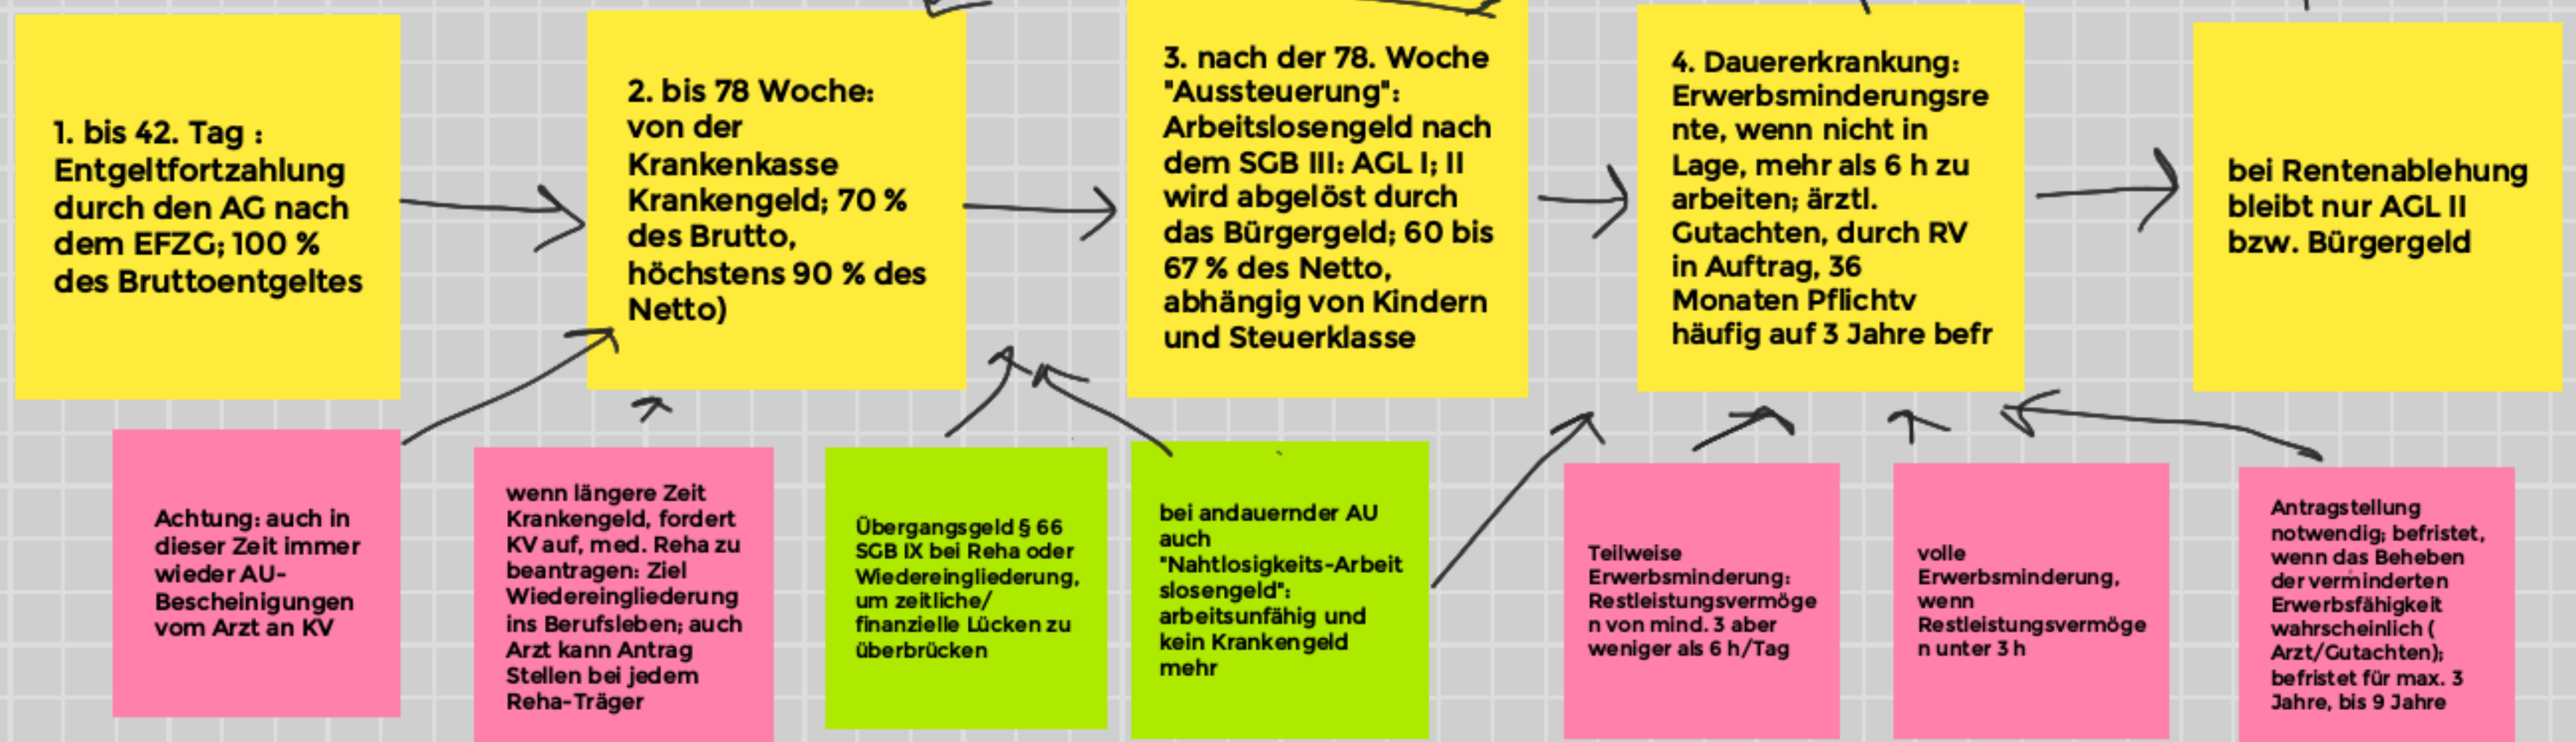 1. bis 42. Tag :
Entgeltfortzahlung
durch den AG nach
dem EFZG; 100 %
des Bruttoentgeltes
2. bis 78 Woche:
von der
Krankenkasse
Krankengeld; 70 %
des Brutto,
höchstens 90 % des
Netto)
3. nach der 78. Woche
"Aussteuerung":
Arbeitslosengeld nach
dem SGB III: AGL I; II
wird abgelöst durch
das Bürgergeld; 60 bis
67 % des Netto,
abhängig von Kindern
und Steuerklasse
4. Dauererkrankung:
Erwerbsminderungsre
nte, wenn nicht in
Lage, mehr als 6 h zu
arbeiten; ärztl.
Gutachten, durch RV
in Auftrag, 36
Monaten Pflichtv
häufig auf 3 Jahre befr
bei Rentenablehung
bleibt nur AGL II
bzw. Bürgergeld
Achtung: auch in
dieser Zeit immer
wieder AU-
Bescheinigungen
vom Arzt an KV
wenn längere Zeit
Krankengeld, fordert
KV auf, med. Reha zu
beantragen: Ziel
Wiedereingliederung
ins Berufsleben; auch
Arzt kann Antrag
Stellen bei jedem
Reha-Träger
Übergangsgeld § 66
SGB IX bei Reha oder
Wiedereingliederung,
um zeitliche/
finanzielle Lücken zu
überbrücken
bei andauernder AU
auch
"Nahtlosigkeits-Arbeit
slosengeld":
arbeitsunfähig und
kein Krankengeld
mehr
Teilweise
Erwerbsminderung:
Restleistungsvermöge
n von mind. 3 aber
weniger als 6 h/Tag
volle
Erwerbsminderung,
wenn
Restleistungsvermöge
n unter 3 h
Antragstellung
notwendig; befristet,
wenn das Beheben
der verminderten
Erwerbsfähigkeit
wahrscheinlich (
Arzt/Gutachten);
befristet für max. 3
Jahre, bis 9 Jahre